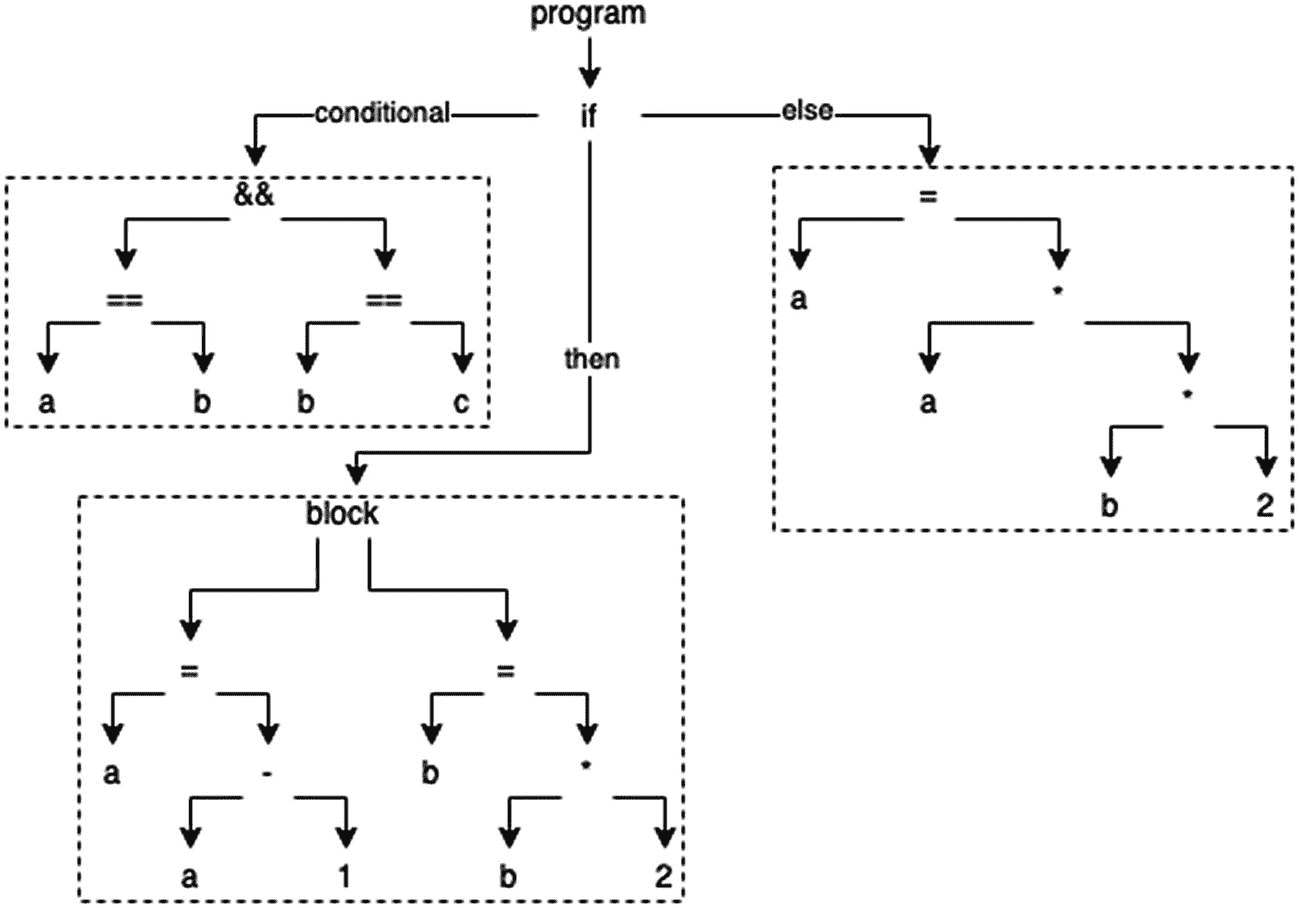 program
conditional if else
&& =
== == a *
then
a b b c a *
block b 2
= =
a - b *
a 1 b 2